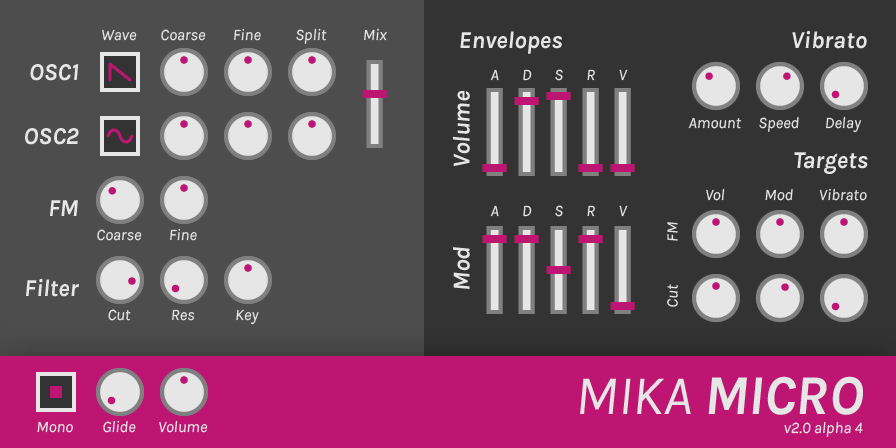 Wave Coarse Fine Split Mix
OSC1
OSC2
FM
Coarse Fine
Filter
Cut Res Key
Envelopes
Volume
A D S R V
Mod
A D S R V
Vibrato
Amount Speed Delay
Targets
Vol Mod Vibrato
FM
Cut
Mono Glide Volume
MIKA MICRO
v2.0 alpha 4